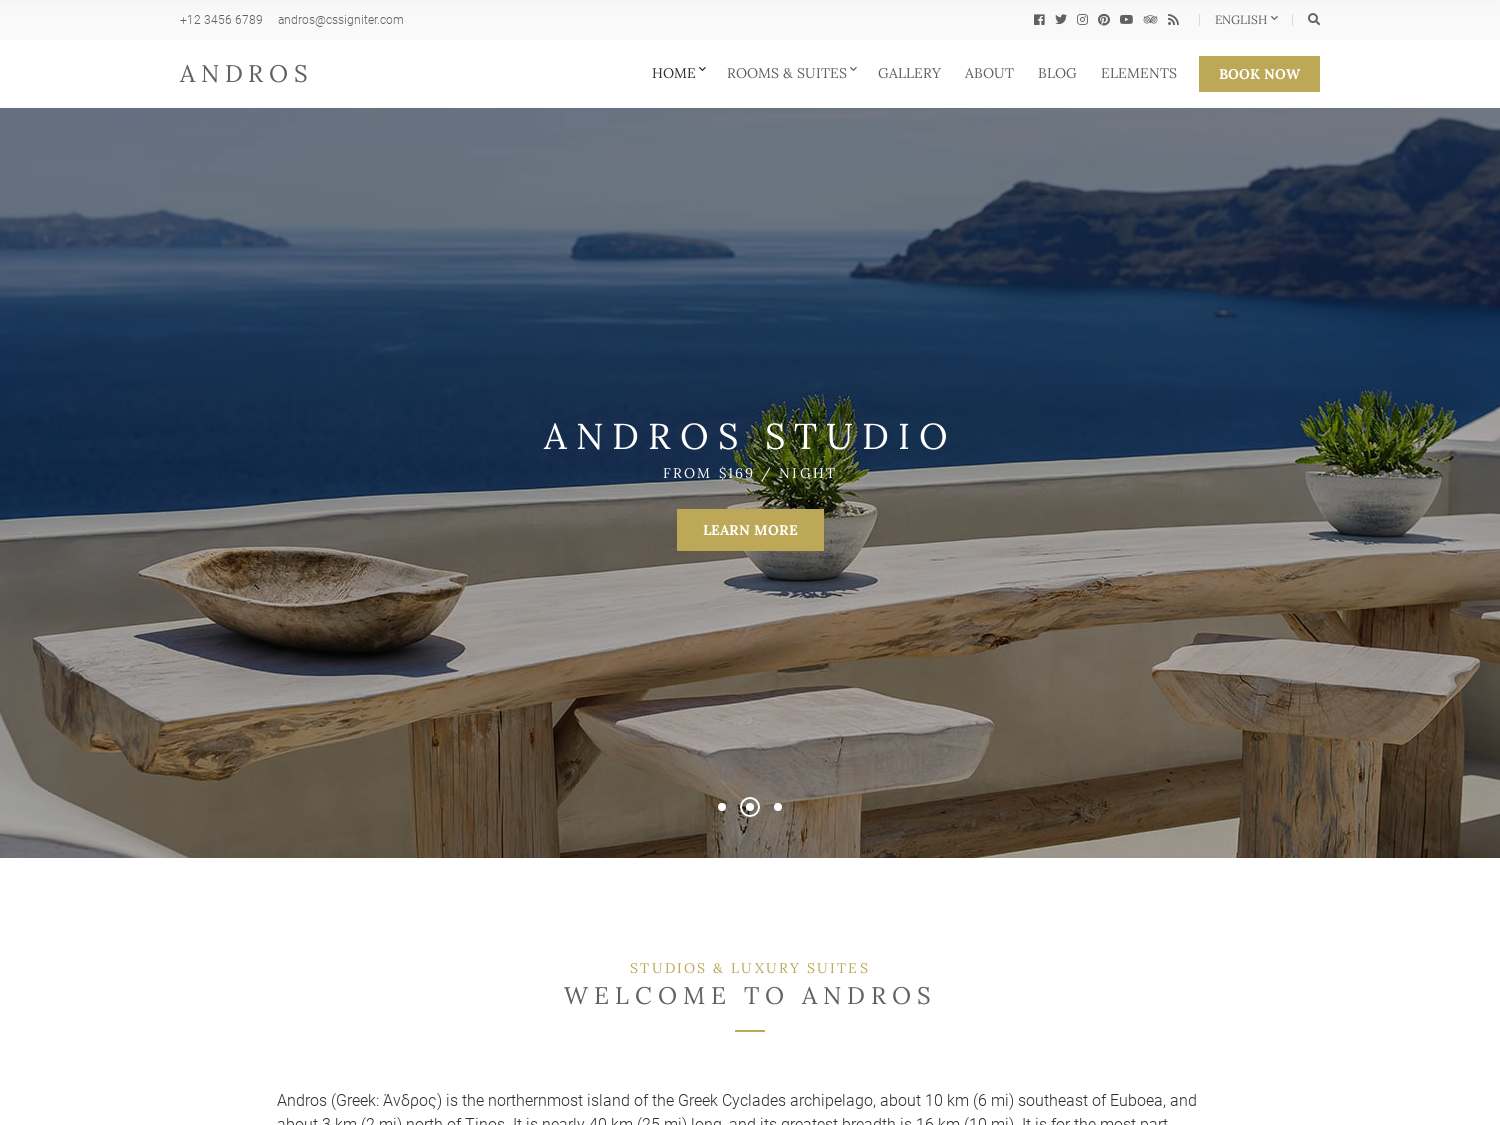 +12 3456 6789 andros@cssigniter.com ENGLISH
ANDROS HOME ROOMS & SUITES GALLERY ABOUT BLOG ELEMENTS BOOK NOW
ANDROS STUDIO
FROM $169 / NIGHT
LEARN MORE
STUDIOS & LUXURY SUITES
WELCOME TO ANDROS
Andros (Greek: Άνδρος) is the northernmost island of the Greek Cyclades archipelago, about 10 km (6 mi) southeast of Euboea, and
about 3 km (2 mi) north of Tinos. It is nearly 40 km (25 mi) long, and its greatest breadth is 16 km (10 mi). It is for the most part